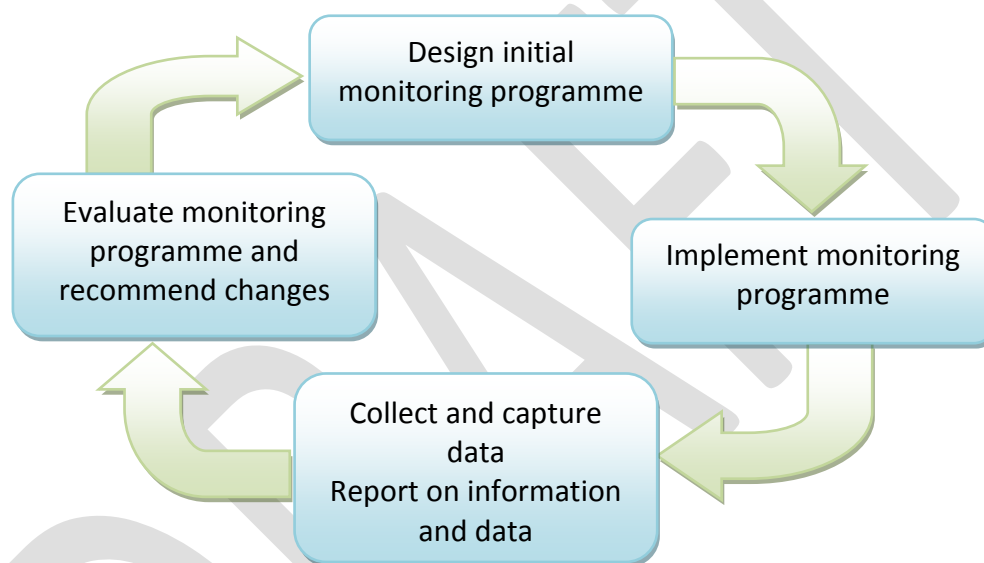 Design initial
monitoring programme
Evaluate monitoring
programme and
recommend changes
Implement monitoring
programme
Collect and capture
data
Report on information
and data
DRAFT